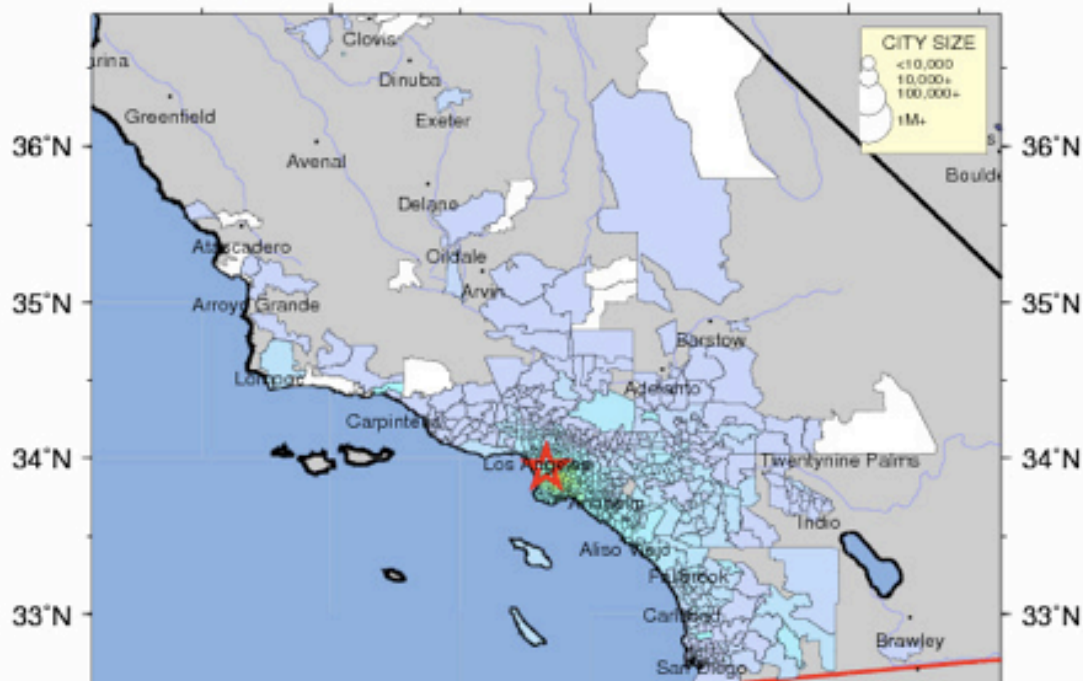 Clovis
CITY SIZE
<10,000
10,000+
100,000+
1M+
rina
Dinuba
Greenfield
Exeter
36°N
36°N
Avenal
s
Boulde
Delano
Atascadero
Oildale
35°N
Arvin
35°N
Arroyo Grande
Barstow
Lompoc
Adelanto
Carpinteria
34°N
Los Angeles
Twentynine Palms
34°N
Anaheim
Indio
Aliso Viejo
Fallbrook
33°N
Carlsbad
33°N
Brawley
San Diego